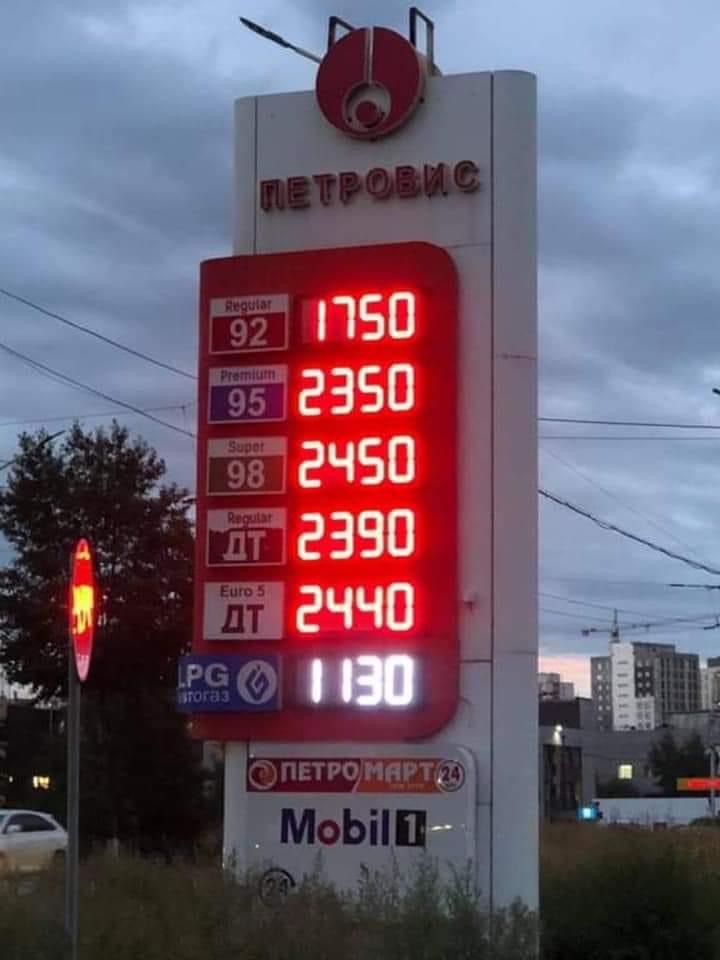 ПЕТРОВИС
Regular
92 1750
Premium
95 2350
Super
98 2450
Regular
ДТ 2390
Euro 5
ДТ 2440
LPG
автогаз 1130
ПЕТРОМАРТ 24
Mobil 1
24